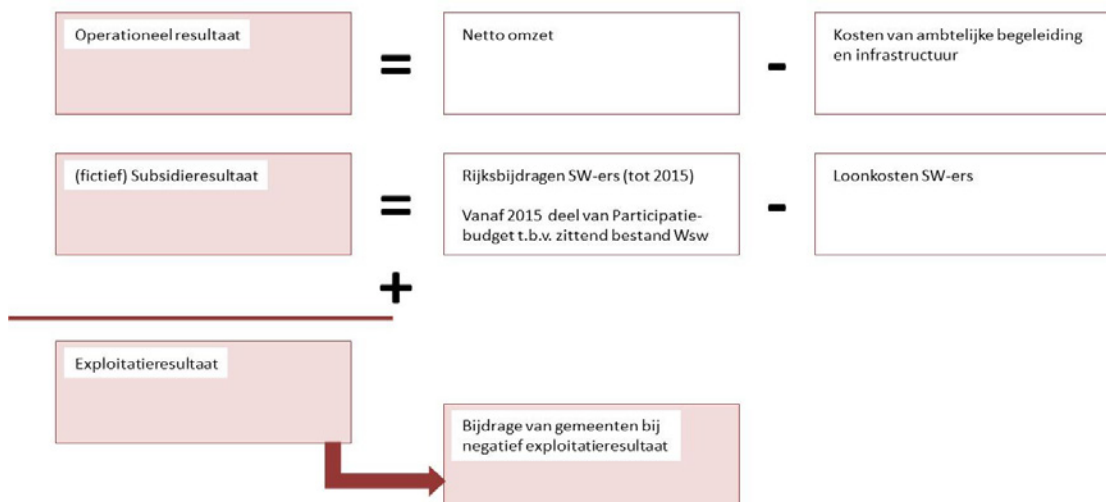 Operationeel resultaat
=
Netto omzet
-
Kosten van ambtelijke begeleiding
en infrastructuur
(fictief) Subsidieresultaat
=
Rijksbijdragen SW-ers (tot 2015)
Vanaf 2015 deel van Participatie-
budget t.b.v. zittend bestand Wsw
-
Loonkosten SW-ers
+
Exploitatieresultaat
Bijdrage van gemeenten bij
negatief exploitatieresultaat